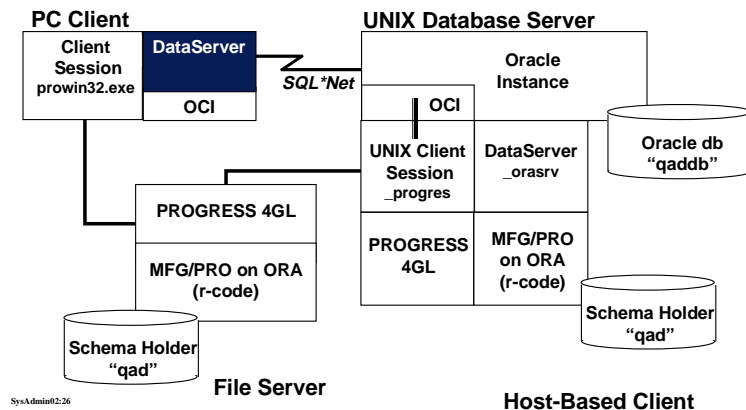 PC Client
UNIX Database Server
Client
Session
prowin32.exe
DataServer
OCI
SQL*Net
Oracle
Instance
OCI
Oracle db
“qaddb”
UNIX Client
Session
_progres
DataServer
_orasrv
PROGRESS 4GL
MFG/PRO on ORA
(r-code)
PROGRESS
4GL
MFG/PRO
on ORA
(r-code)
Schema Holder
“qad”
Schema Holder
“qad”
File Server
Host-Based Client
SysAdmin02:26